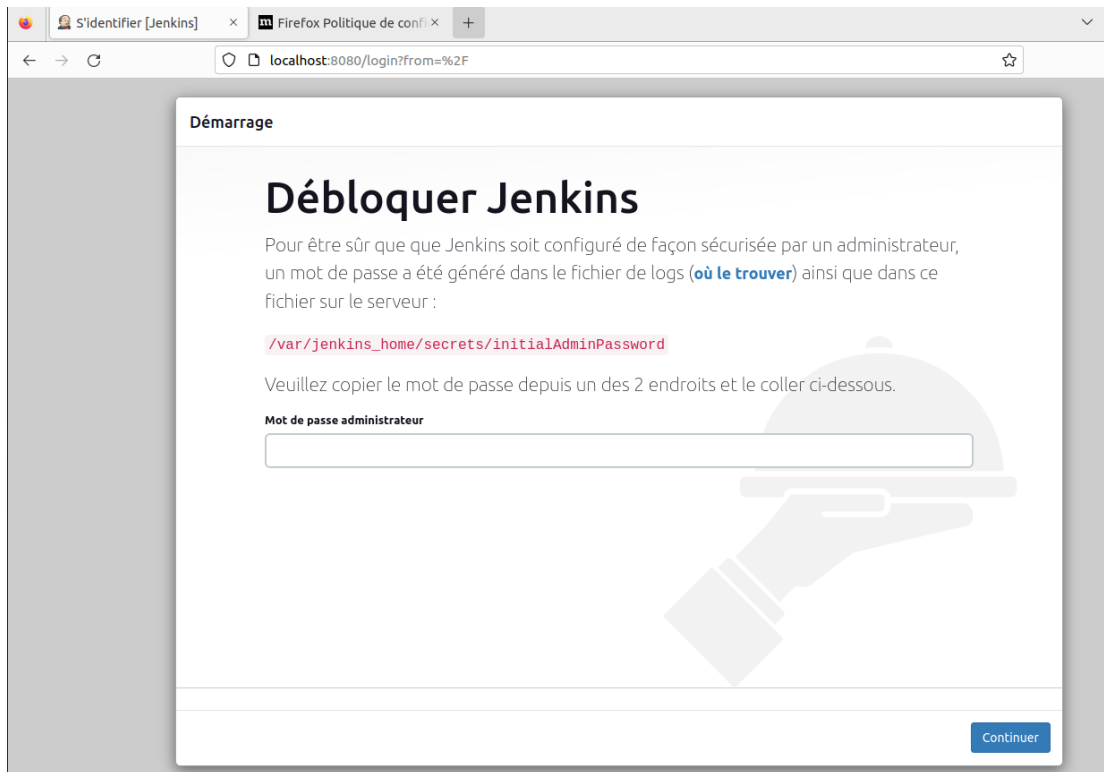 S'identifier [Jenkins]
Firefox Politique de confi
localhost:8080/login?from=%2F
Démarrage
Débloquer Jenkins
Pour être sûr que que Jenkins soit configuré de façon sécurisée par un administrateur,
un mot de passe a été généré dans le fichier de logs (où le trouver) ainsi que dans ce
fichier sur le serveur :
/var/jenkins_home/secrets/initialAdminPassword
Veuillez copier le mot de passe depuis un des 2 endroits et le coller ci-dessous.
Mot de passe administrateur
Continuer